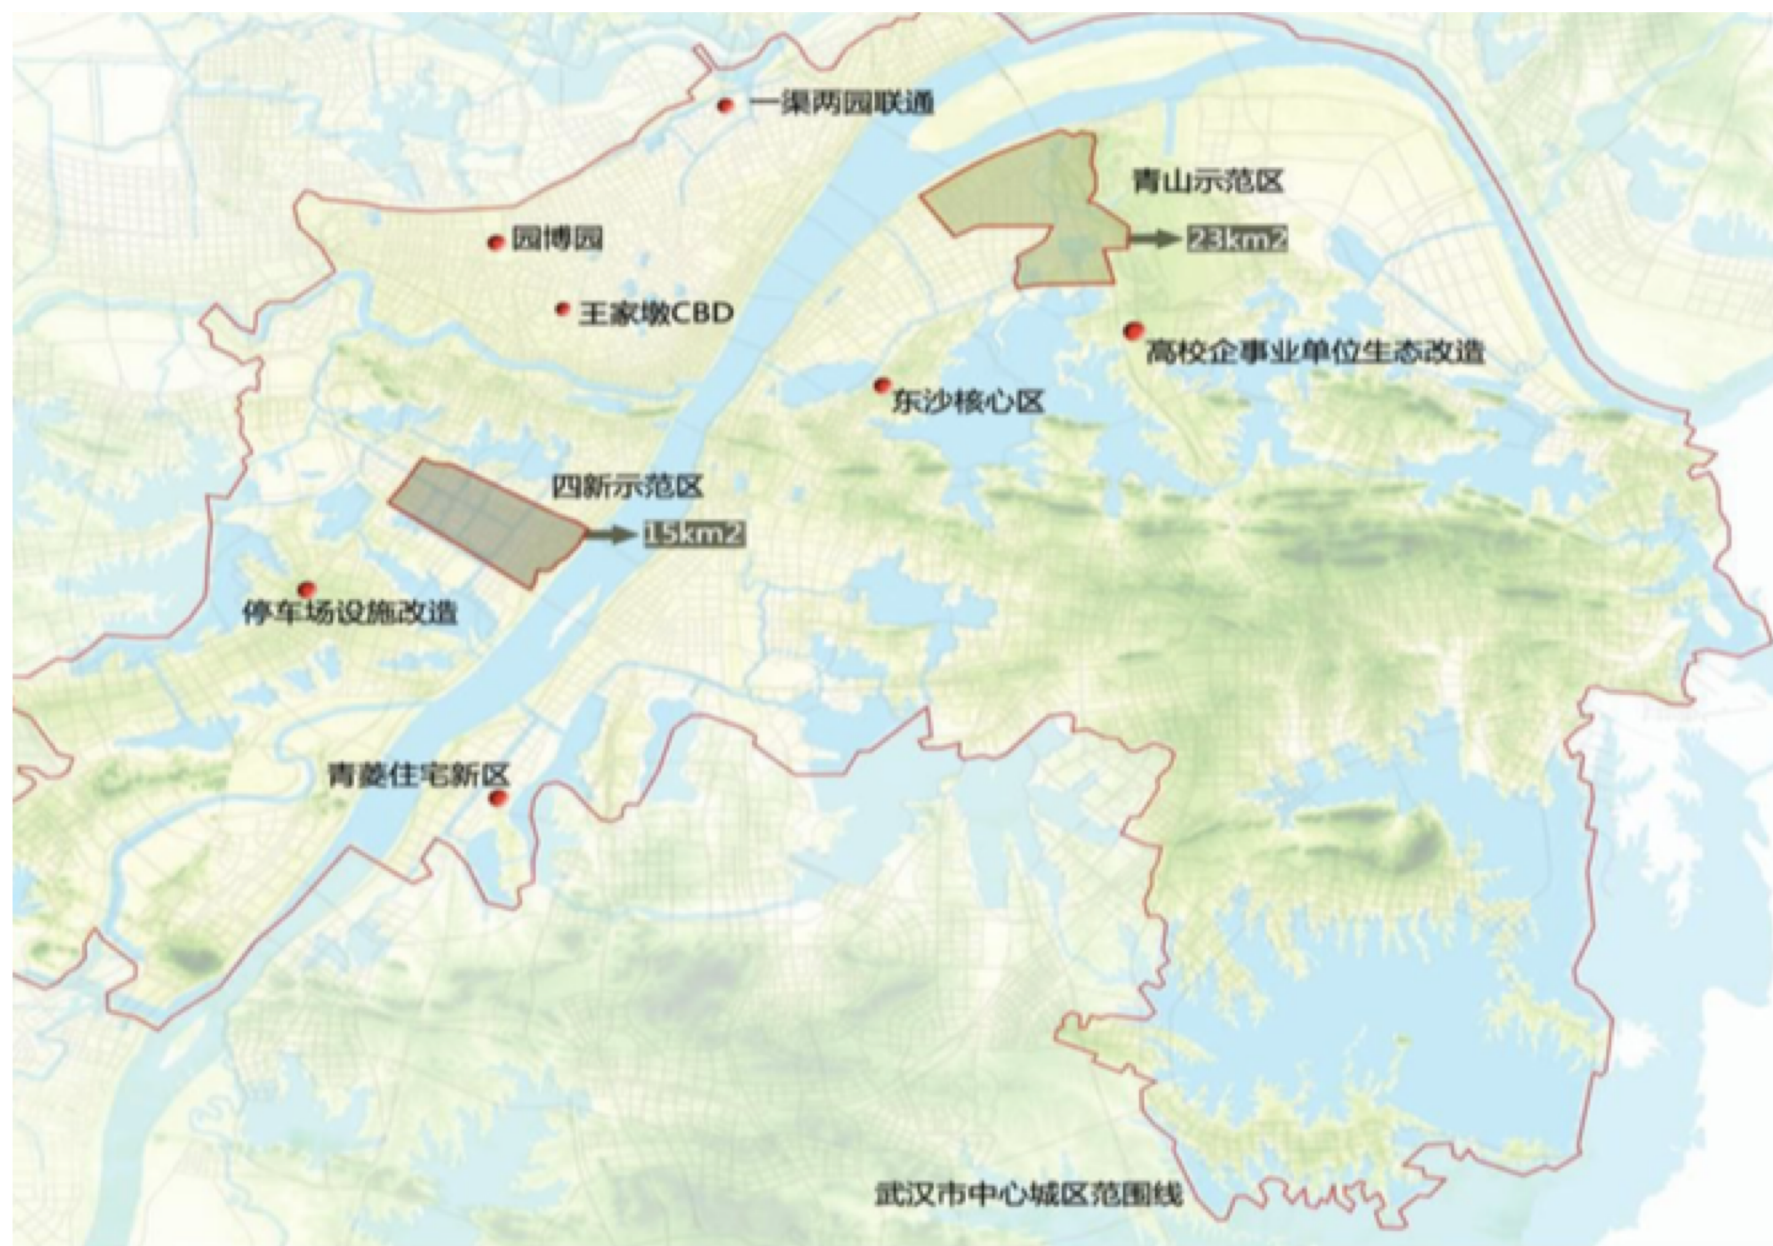 一渠两园联通
青山示范区
23km2
园博园
王家墩CBD
高校企事业单位生态改造
东沙核心区
四新示范区
15km2
停车场设施改造
青菱住宅新区
武汉市中心城区范围线